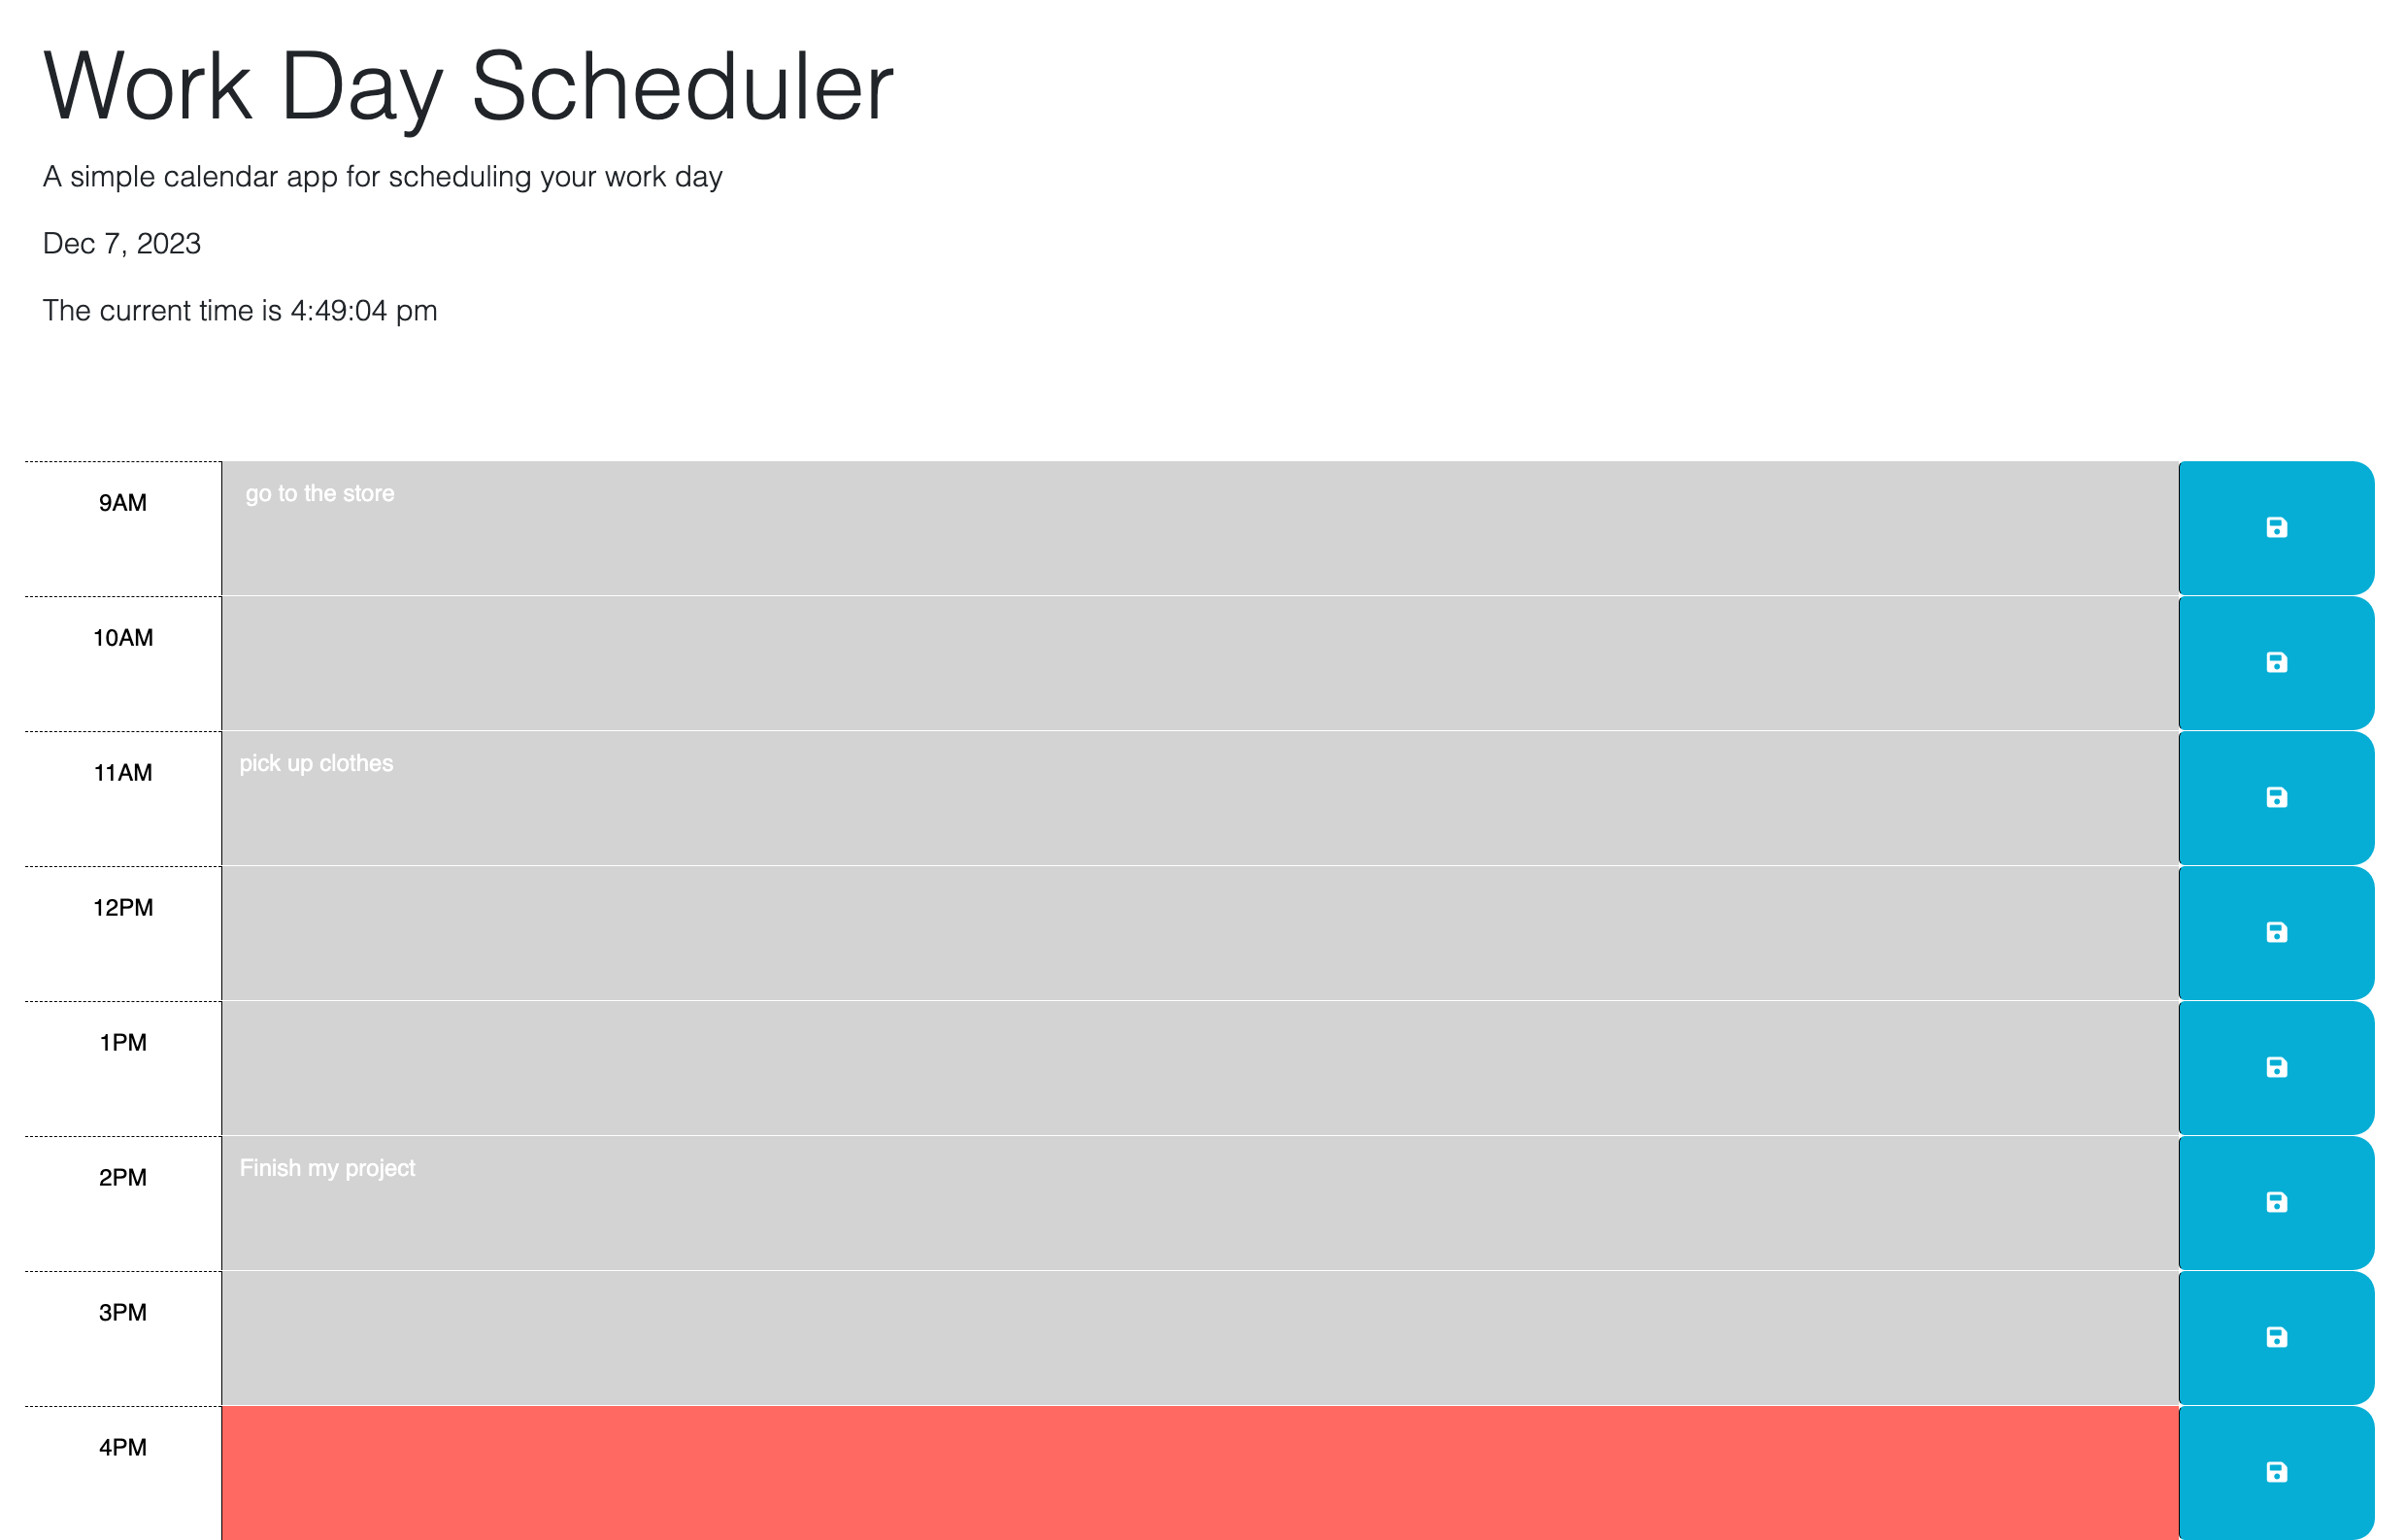 Work Day Scheduler
A simple calendar app for scheduling your work day
Dec 7, 2023
The current time is 4:49:04 pm
9AM
go to the store
10AM
11AM
pick up clothes
12PM
1PM
2PM
Finish my project
3PM
4PM